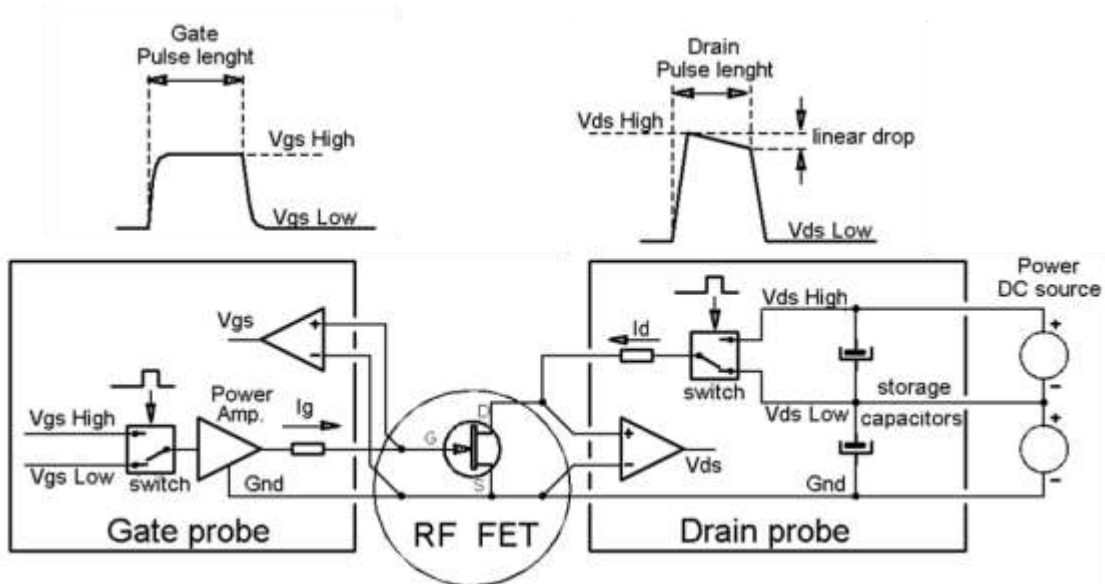 Gate
Pulse lenght
Vgs High
Vgs Low
Drain
Pulse lenght
Vds High
linear drop
Vds Low
Power
DC source
Vgs
Power
Amp.
Ig
Vgs High
Vgs Low
switch
Gnd
Gate probe
D
G
S
RF FET
Id
Vds High
switch
Vds Low
storage
capacitors
+
-
Vds
Gnd
Drain probe
+
-
+
-
+
-